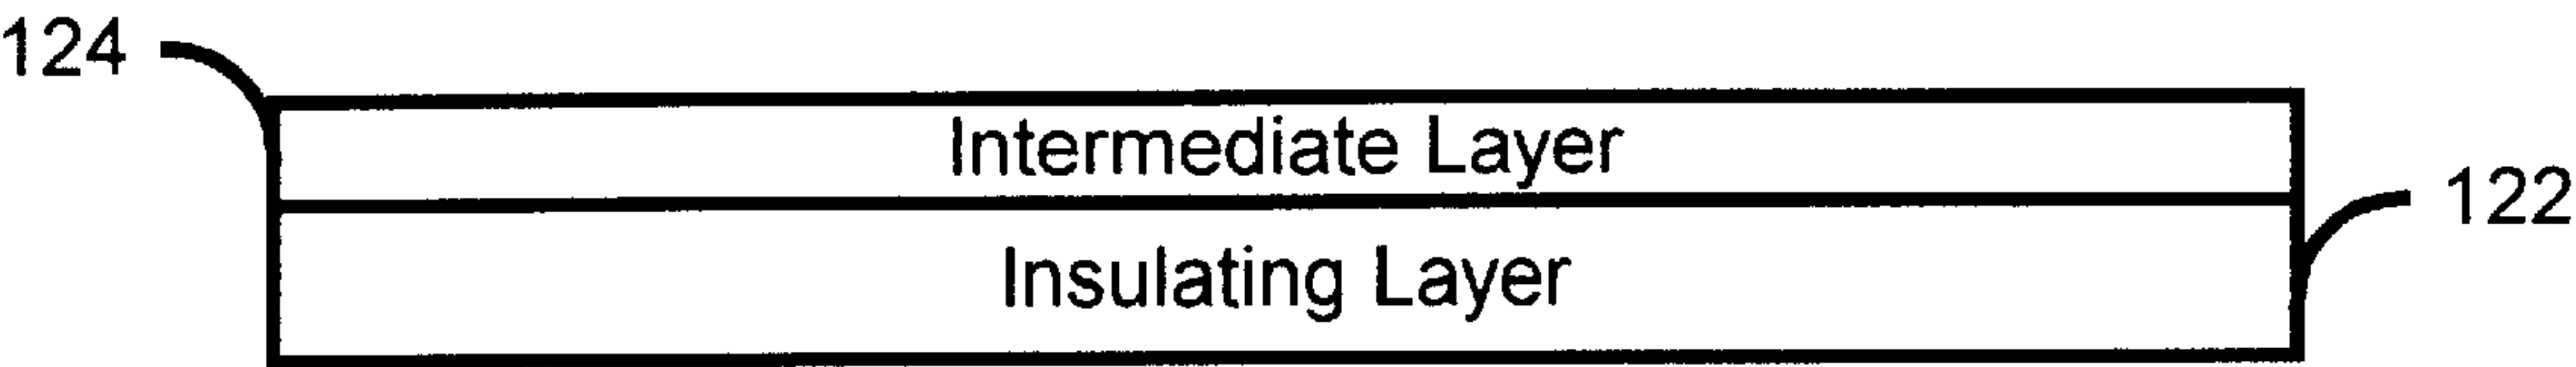 124
Intermediate Layer
122
Insulating Layer